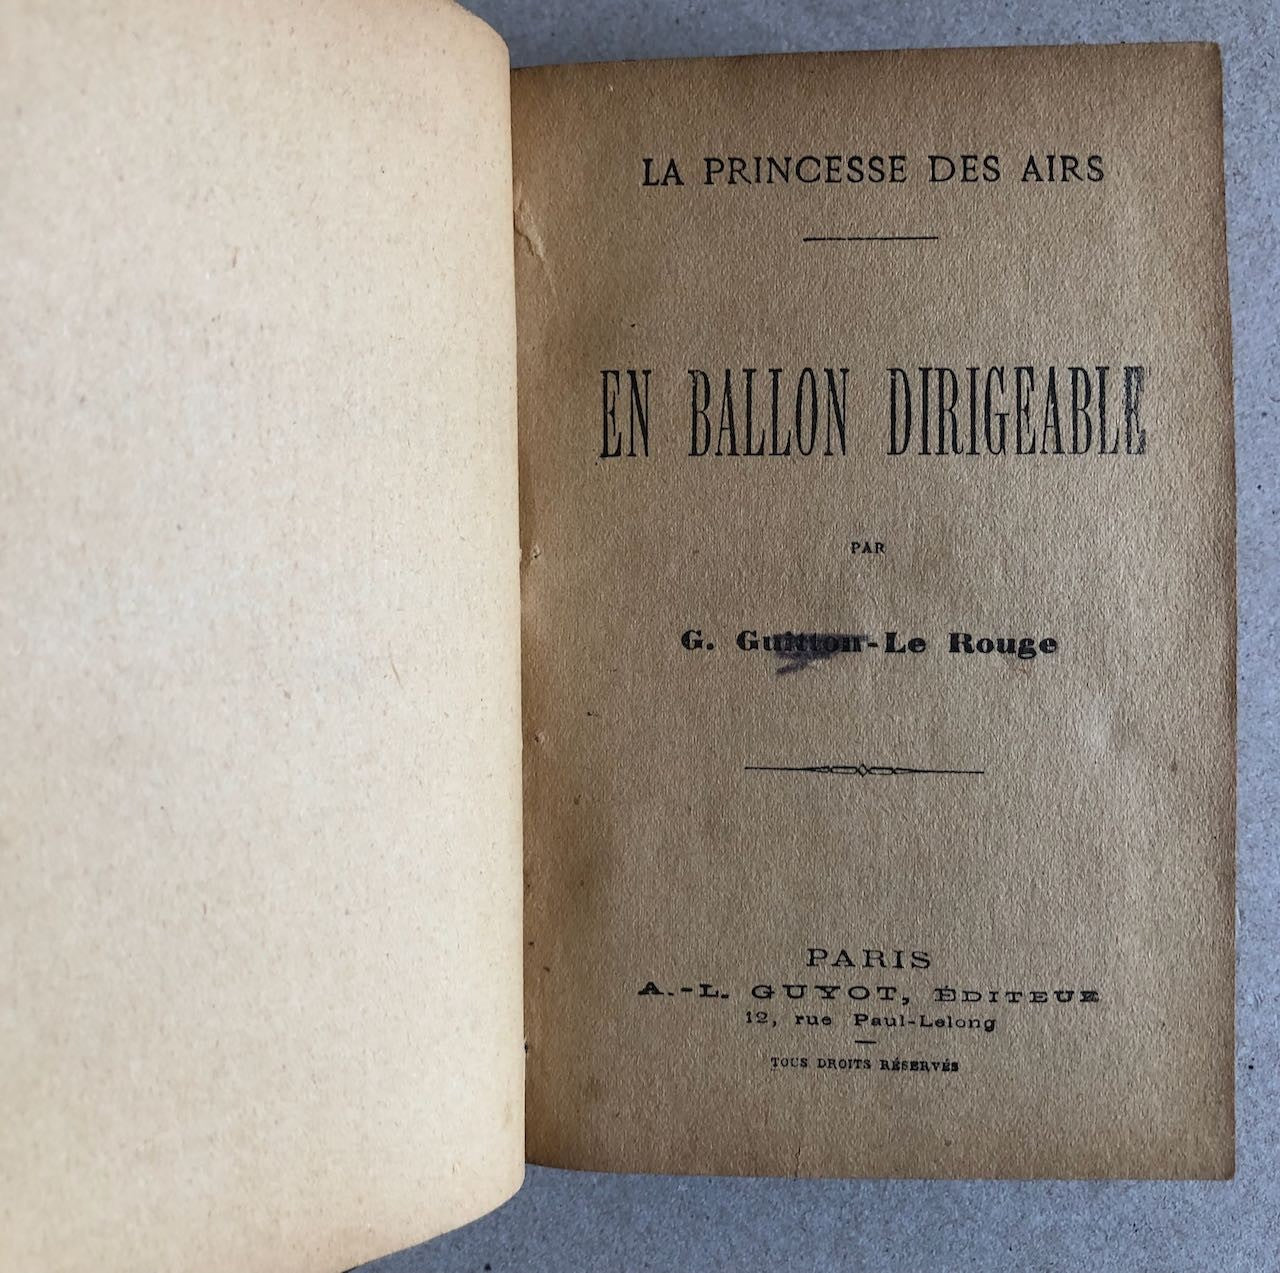 LA PRINCESSE DES AIRS
EN BALLON DIRIGEABLE
PAR
G. Guitton-Le Rouge
PARIS
A.-L. GUYOT, ÉDITEUR
12, rue Paul-Lelong
TOUS DROITS RÉSERVÉS